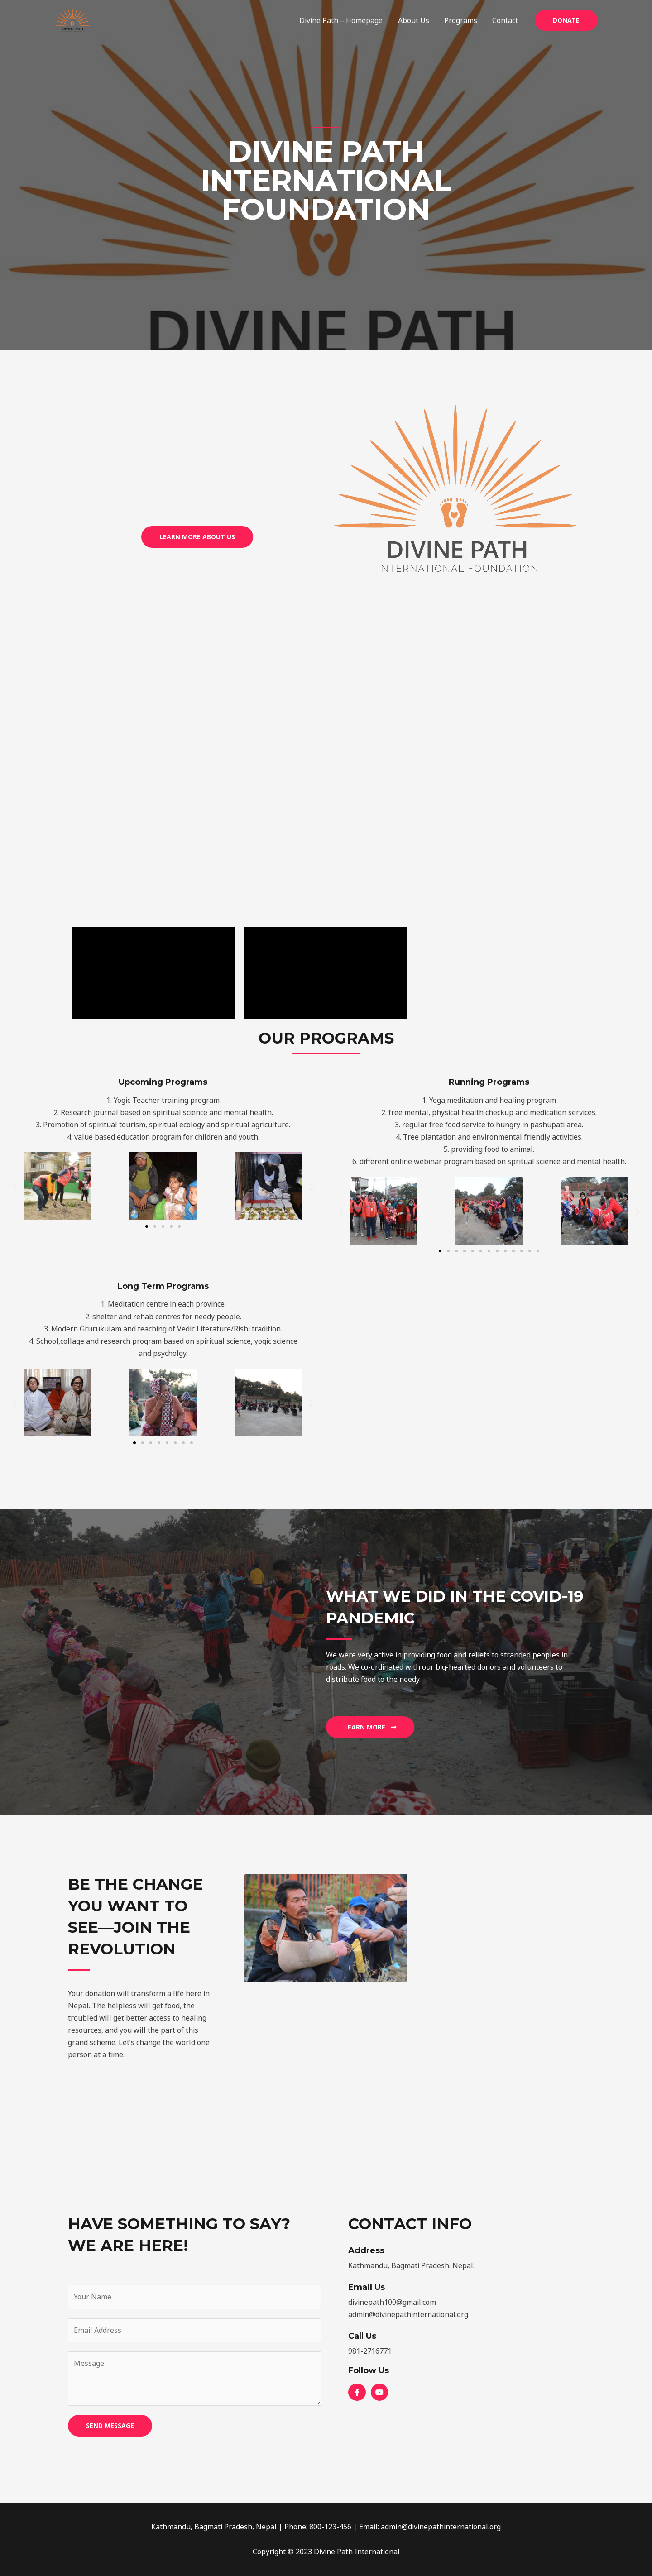 DIVINE PATH
Divine Path – Homepage
About Us
Programs
Contact
DONATE
DIVINE PATH
INTERNATIONAL
FOUNDATION
DIVINE PATH
LEARN MORE ABOUT US
DIVINE PATH
INTERNATIONAL FOUNDATION
OUR PROGRAMS
Upcoming Programs
1. Yogic Teacher training program
2. Research journal based on spiritual science and mental health.
3. Promotion of spiritual tourism, spiritual ecology and spiritual agriculture.
4. value based education program for children and youth.
Running Programs
1. Yoga,meditation and healing program
2. free mental, physical health checkup and medication services.
3. regular free food service to hungry in pashupati area.
4. Tree plantation and environmental friendly activities.
5. providing food to animal.
6. different online webinar program based on spritual science and mental health.
Long Term Programs
1. Meditation centre in each province.
2. shelter and rehab centres for needy people.
3. Modern Grurukulam and teaching of Vedic Literature/Rishi tradition.
4. School,collage and research program based on spiritual science, yogic science
and psycholgy.
WHAT WE DID IN THE COVID-19
PANDEMIC
We were very active in providing food and reliefs to stranded peoples in
roads. We co-ordinated with our big-hearted donors and volunteers to
distribute food to the needy.
LEARN MORE →
BE THE CHANGE
YOU WANT TO
SEE—JOIN THE
REVOLUTION
Your donation will transform a life here in
Nepal. The helpless will get food, the
troubled will get better access to healing
resources, and you will the part of this
grand scheme. Let's change the world one
person at a time.
HAVE SOMETHING TO SAY?
WE ARE HERE!
Your Name
Email Address
Message
SEND MESSAGE
CONTACT INFO
Address
Kathmandu, Bagmati Pradesh. Nepal.
Email Us
divinepath100@gmail.com
admin@divinepathinternational.org
Call Us
981-2716771
Follow Us
Kathmandu, Bagmati Pradesh, Nepal | Phone: 800-123-456 | Email: admin@divinepathinternational.org
Copyright © 2023 Divine Path International